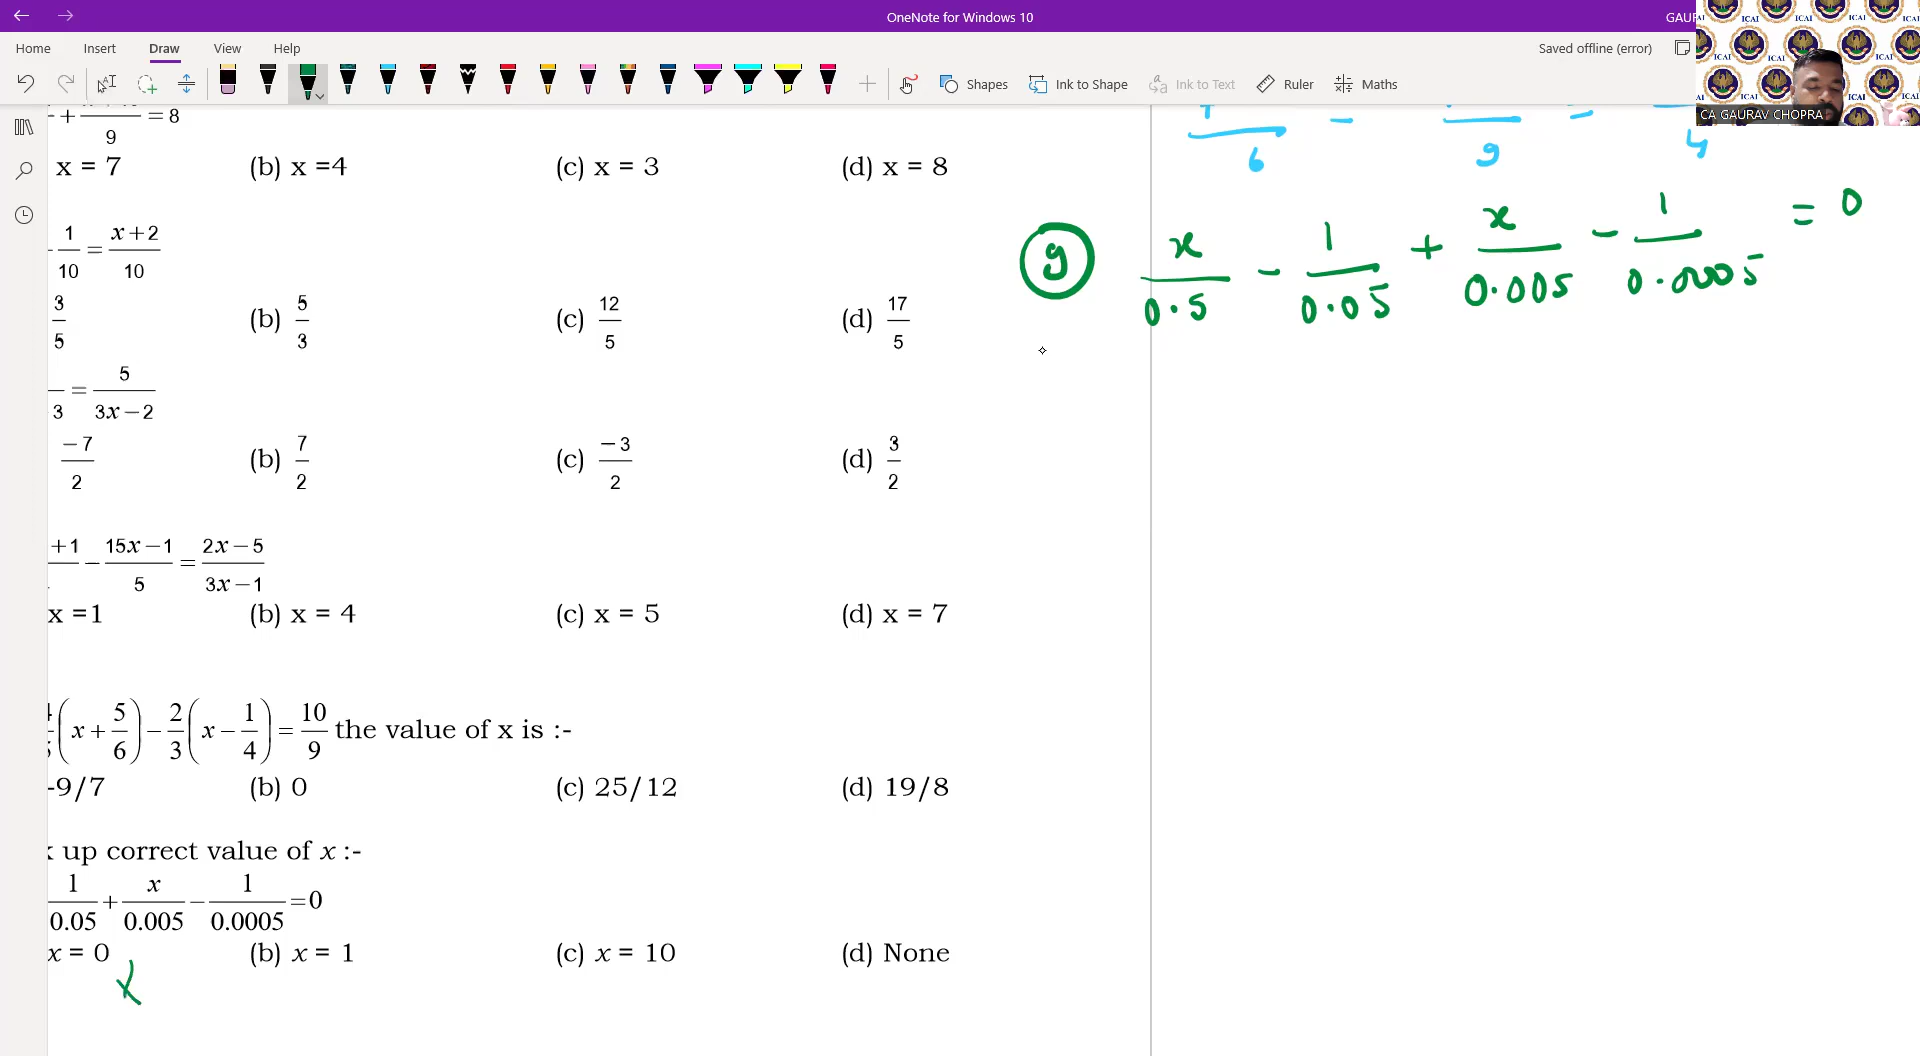 OneNote for Windows 10
Home Insert Draw View Help
Saved offline (error)
Shapes Ink to Shape Ink to Text Ruler Maths
ICAI
CA GAURAV CHOPRA
+ /9 = 8
x = 7 (b) x =4 (c) x = 3 (d) x = 8
- 1/10 = x+2/10
3/5 (b) 5/3 (c) 12/5 (d) 17/5
/3 = 5/3x-2
-7/2 (b) 7/2 (c) -3/2 (d) 3/2
+1 - 15x-1/5 = 2x-5/3x-1
x =1 (b) x = 4 (c) x = 5 (d) x = 7
(x+5/6) - 2/3(x-1/4) = 10/9 the value of x is :-
-9/7 (b) 0 (c) 25/12 (d) 19/8
up correct value of x :-
1/0.05 + x/0.005 - 1/0.0005 =0
x = 0 (b) x = 1 (c) x = 10 (d) None
/6 = /9 = /4
9 x/0.5 - 1/0.05 + x/0.005 - 1/0.0005 = 0